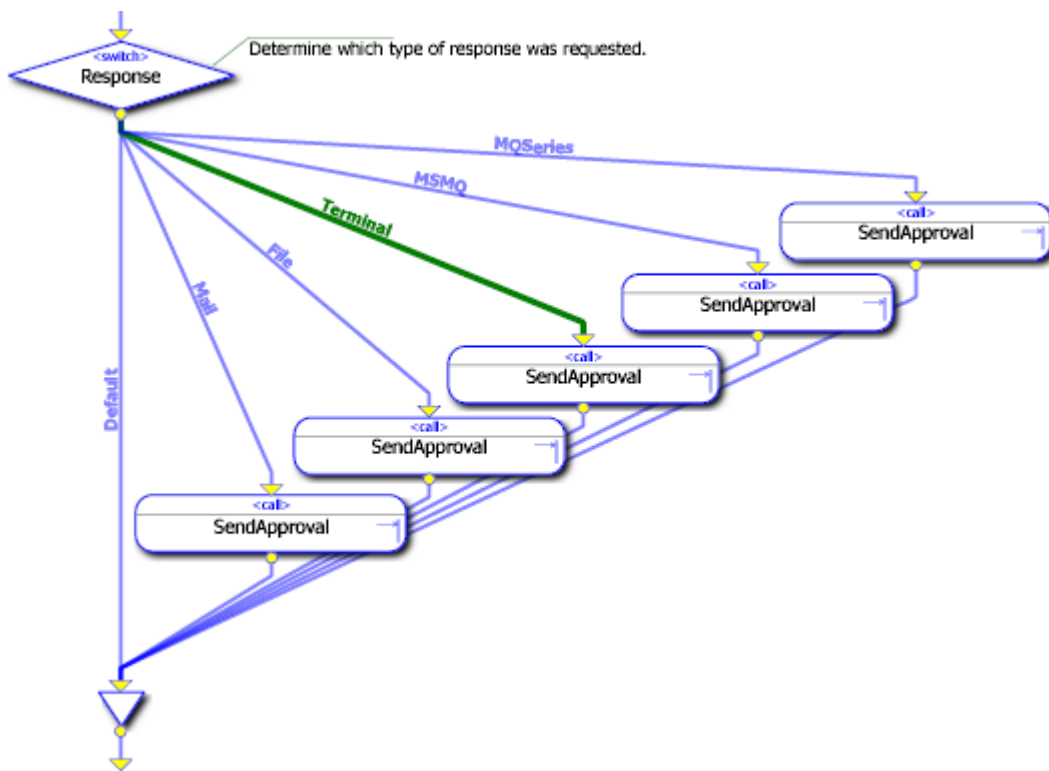 <switch>
Response
Determine which type of response was requested.
MQSeries
MSMQ
Terminal
File
Mail
Default
<call>
SendApproval
<call>
SendApproval
<call>
SendApproval
<call>
SendApproval
<call>
SendApproval